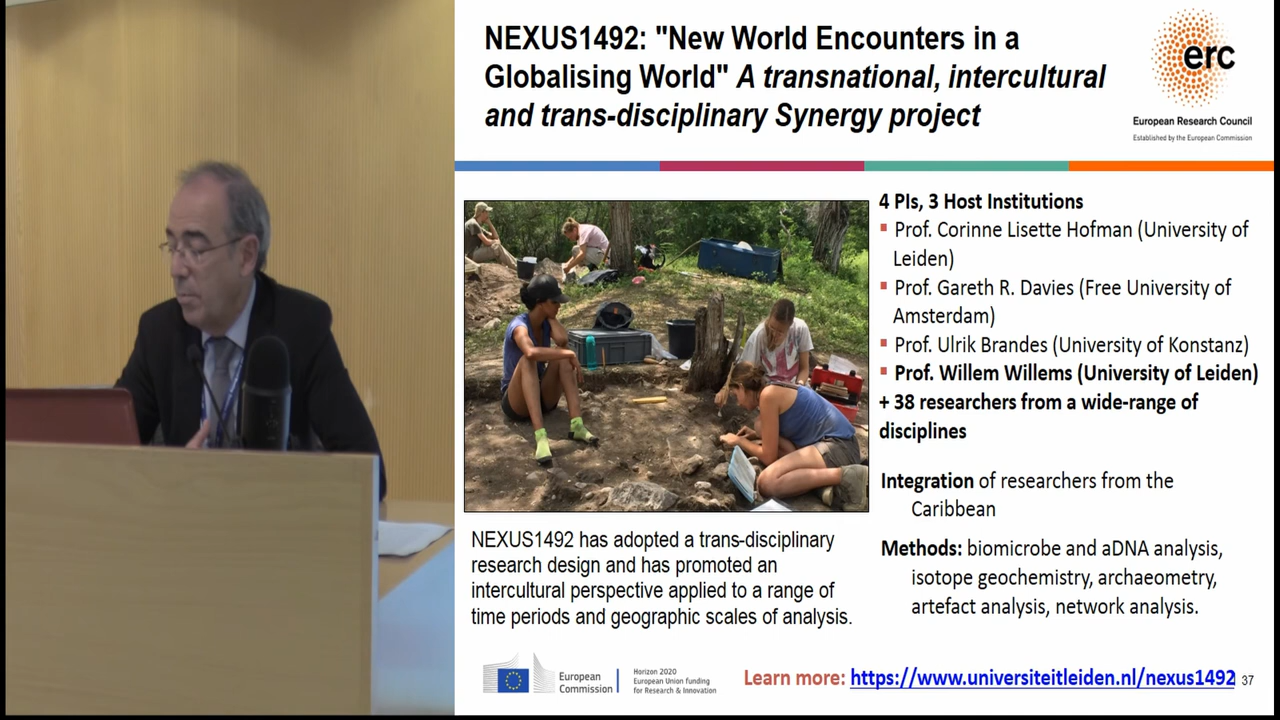 NEXUS1492: "New World Encounters in a
Globalising World" A transnational, intercultural
and trans-disciplinary Synergy project
erc
European Research Council
Established by the European Commission
4 PIs, 3 Host Institutions
Prof. Corinne Lisette Hofman (University of
Leiden)
Prof. Gareth R. Davies (Free University of
Amsterdam)
Prof. Ulrik Brandes (University of Konstanz)
Prof. Willem Willems (University of Leiden)
+ 38 researchers from a wide-range of
disciplines
Integration of researchers from the
Caribbean
Methods: biomicrobe and aDNA analysis,
isotope geochemistry, archaeometry,
artefact analysis, network analysis.
NEXUS1492 has adopted a trans-disciplinary
research design and has promoted an
intercultural perspective applied to a range of
time periods and geographic scales of analysis.
European
Commission
Horizon 2020
European Union funding
for Research & Innovation
Learn more: https://www.universiteitleiden.nl/nexus1492
37